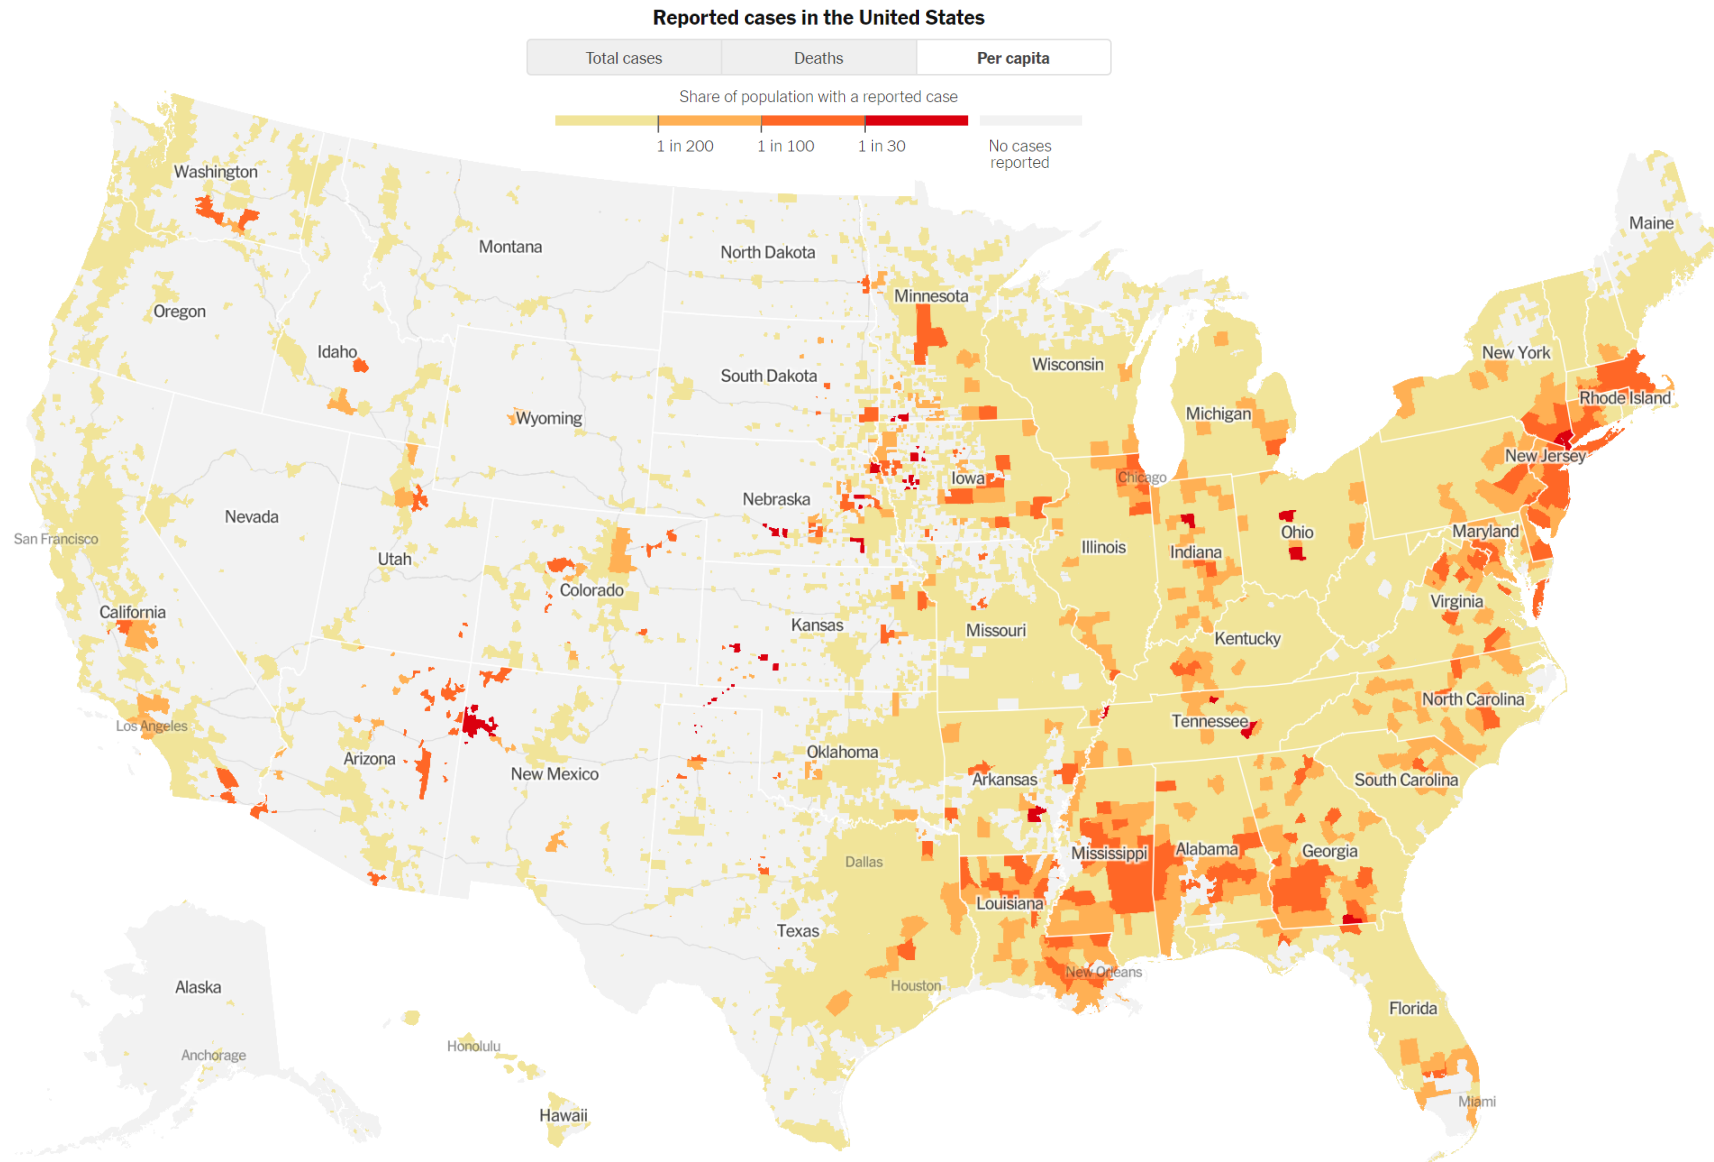 Reported cases in the United States
Total cases
Deaths
Per capita
Share of population with a reported case
1 in 200
1 in 100
1 in 30
No cases
reported
Washington
Maine
Montana
North Dakota
Minnesota
Oregon
Idaho
New York
Wisconsin
South Dakota
Rhode Island
Wyoming
Michigan
New Jersey
Chicago
Iowa
Nebraska
Nevada
San Francisco
Ohio
Maryland
Illinois
Indiana
Utah
Colorado
California
Virginia
Kansas
Missouri
Kentucky
North Carolina
Los Angeles
Tennessee
Oklahoma
Arizona
New Mexico
Arkansas
South Carolina
Dallas
Mississippi
Alabama
Georgia
Louisiana
Texas
New Orleans
Houston
Alaska
Florida
Honolulu
Anchorage
Miami
Hawaii